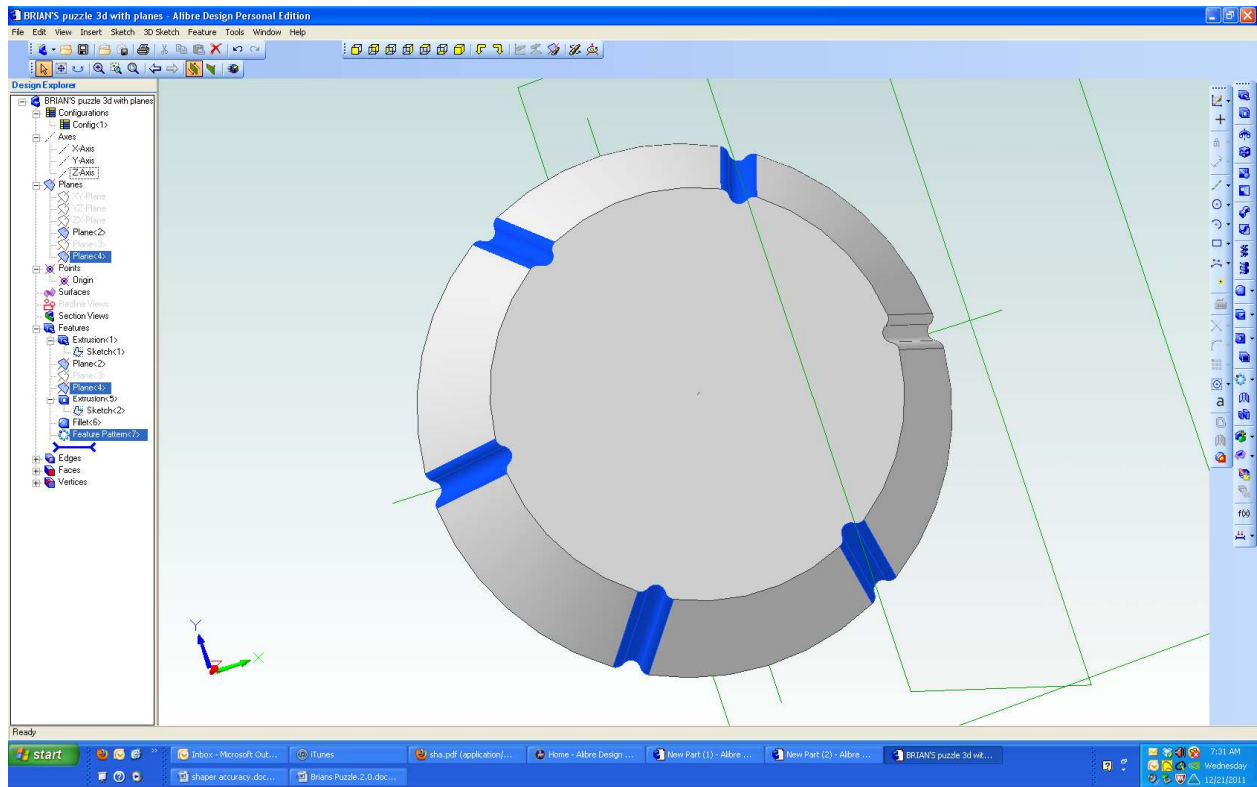 BRIAN'S puzzle 3d with planes - Alibre Design Personal Edition
File Edit View Insert Sketch 3D Sketch Feature Tools Window Help
Design Explorer
BRIAN'S puzzle 3d with planes
Configurations
Config<1>
Axes
X-Axis
Y-Axis
Z-Axis
Planes
XY-Plane
YZ-Plane
ZX-Plane
Plane<2>
Plane<3>
Plane<4>
Points
Origin
Surfaces
Redline Views
Section Views
Features
Extrusion<1>
Sketch<1>
Plane<2>
Plane<3>
Plane<4>
Extrusion<5>
Sketch<2>
Fillet<6>
Feature Pattern<7>
Edges
Faces
Vertices
a
f(x)
Y
Z
X
Ready
start
Inbox - Microsoft Out...
iTunes
sha.pdf (application/...
Home - Alibre Design ...
New Part (1) - Alibre ...
New Part (2) - Alibre ...
BRIAN'S puzzle 3d wit...
7:31 AM
shaper accuracy.doc...
Brians Puzzle.2.0.doc...
Wednesday
12/21/2011